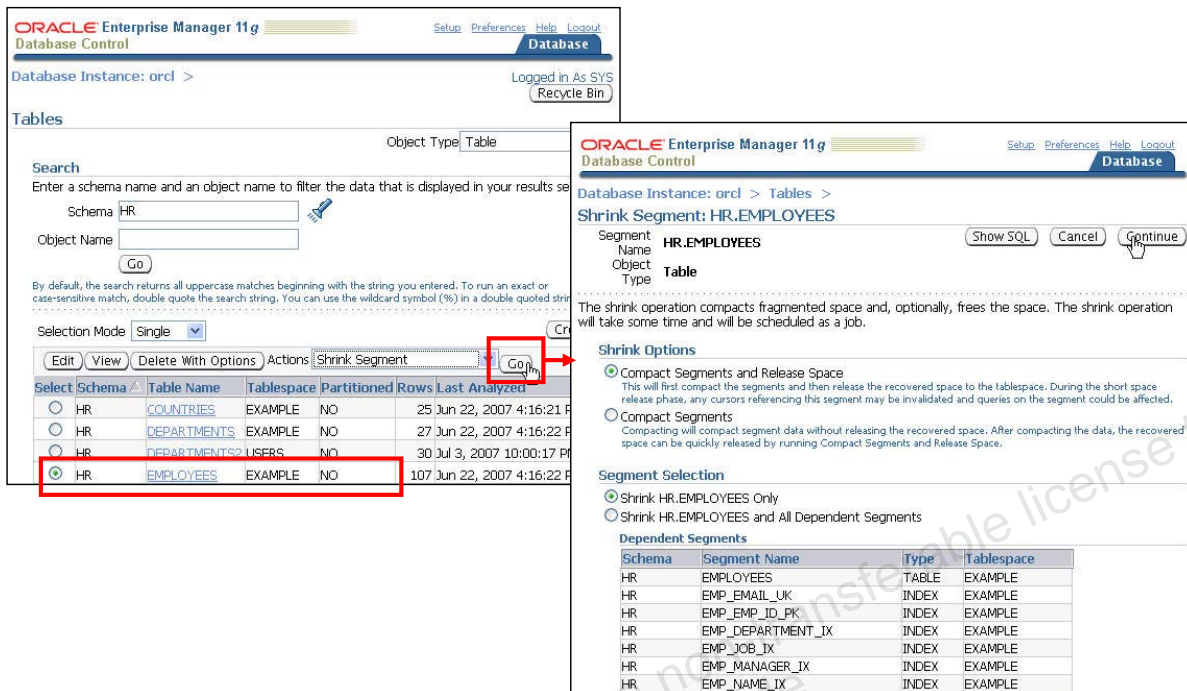 ORACLE Enterprise Manager 11g
Database Control
Setup Preferences Help Logout
Database
Database Instance: orcl >
Logged in As SYS
Recycle Bin
Tables
Object Type Table
Search
Enter a schema name and an object name to filter the data that is displayed in your results se
Schema HR
Object Name
Go
By default, the search returns all uppercase matches beginning with the string you entered. To run an exact or
case-sensitive match, double quote the search string. You can use the wildcard symbol (%) in a double quoted strin
Selection Mode Single
Edit View Delete With Options Actions Shrink Segment Go
Select Schema Table Name Tablespace Partitioned Rows Last Analyzed
HR COUNTRIES EXAMPLE NO 25 Jun 22, 2007 4:16:21 P
HR DEPARTMENTS EXAMPLE NO 27 Jun 22, 2007 4:16:22 P
HR DEPARTMENTS2 USERS NO 30 Jul 3, 2007 10:00:17 PM
HR EMPLOYEES EXAMPLE NO 107 Jun 22, 2007 4:16:22 P
ORACLE Enterprise Manager 11g
Database Control
Setup Preferences Help Logout
Database
Database Instance: orcl > Tables >
Shrink Segment: HR.EMPLOYEES
Segment Name HR.EMPLOYEES
Object Type Table
Show SQL Cancel Continue
The shrink operation compacts fragmented space and, optionally, frees the space. The shrink operation
will take some time and will be scheduled as a job.
Shrink Options
Compact Segments and Release Space
This will first compact the segments and then release the recovered space to the tablespace. During the short space
release phase, any cursors referencing this segment may be invalidated and queries on the segment could be affected.
Compact Segments
Compacting will compact segment data without releasing the recovered space. After compacting the data, the recovered
space can be quickly released by running Compact Segments and Release Space.
Segment Selection
Shrink HR.EMPLOYEES Only
Shrink HR.EMPLOYEES and All Dependent Segments
Dependent Segments
Schema Segment Name Type Tablespace
HR EMPLOYEES TABLE EXAMPLE
HR EMP_EMAIL_UK INDEX EXAMPLE
HR EMP_EMP_ID_PK INDEX EXAMPLE
HR EMP_DEPARTMENT_IX INDEX EXAMPLE
HR EMP_JOB_IX INDEX EXAMPLE
HR EMP_MANAGER_IX INDEX EXAMPLE
HR EMP_NAME_IX INDEX EXAMPLE
non-transferable license